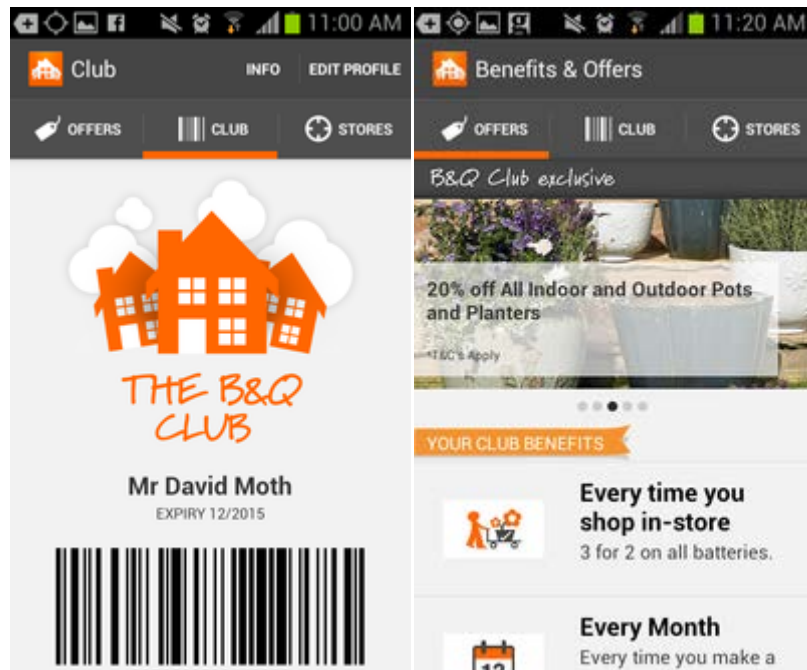 11:00 AM
Club
INFO
EDIT PROFILE
OFFERS
CLUB
STORES
THE B&Q
CLUB
Mr David Moth
EXPIRY 12/2015
11:20 AM
Benefits & Offers
OFFERS
CLUB
STORES
B&Q Club exclusive
20% off All Indoor and Outdoor Pots
and Planters
*T&C's Apply
YOUR CLUB BENEFITS
Every time you
shop in-store
3 for 2 on all batteries.
Every Month
Every time you make a
12